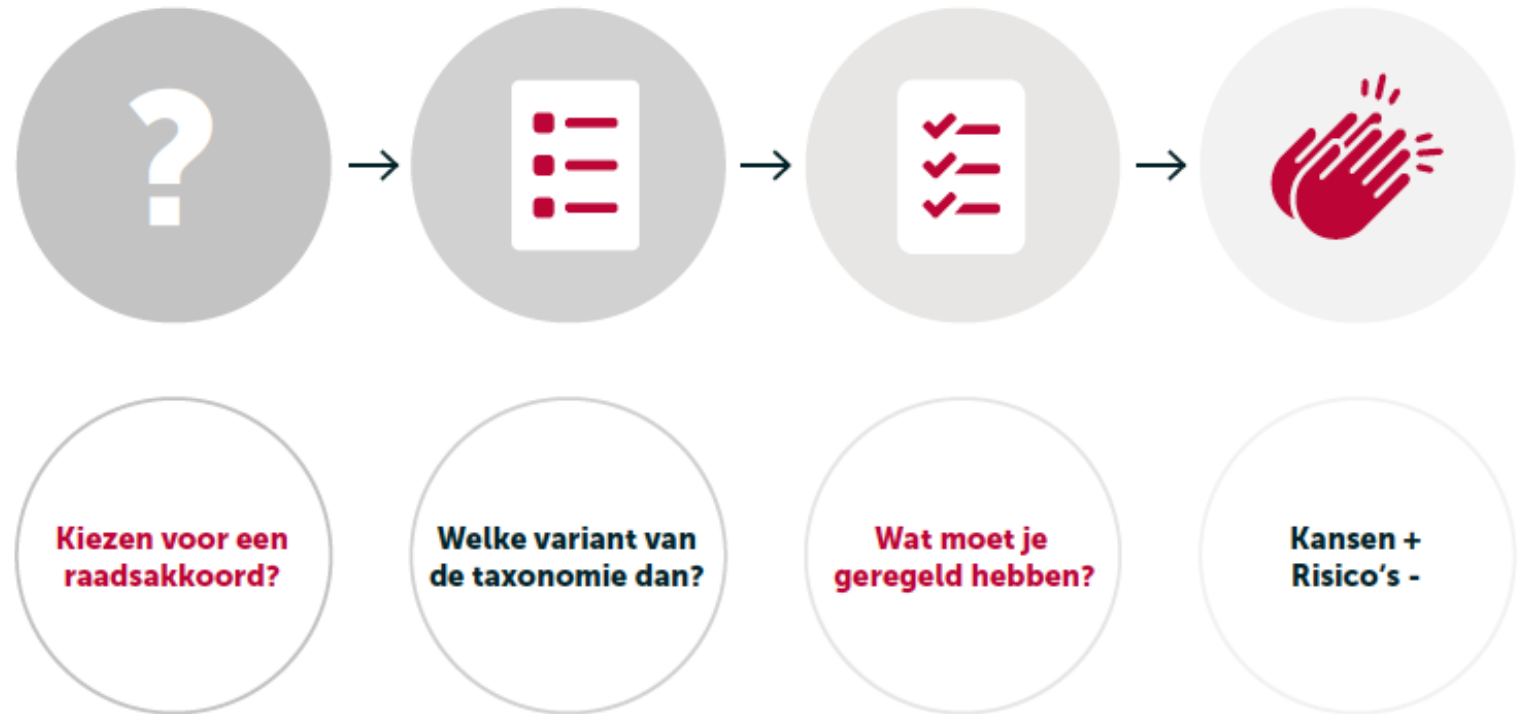 ?
Kiezen voor een
raadsakkoord?
Welke variant van
de taxonomie dan?
Wat moet je
geregeld hebben?
Kansen +
Risico’s -